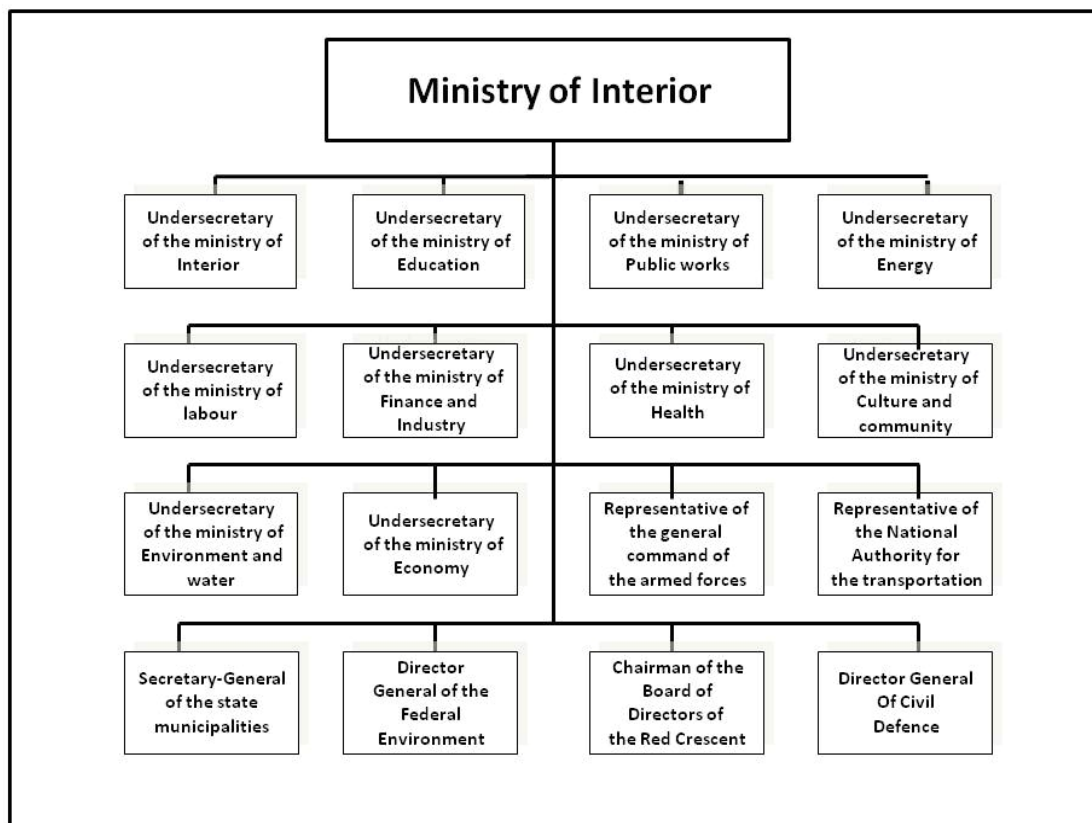 Ministry of Interior
Undersecretary
of the ministry of
Interior
Undersecretary
of the ministry of
Education
Undersecretary
of the ministry of
Public works
Undersecretary
of the ministry of
Energy
Undersecretary
of the ministry of
labour
Undersecretary
of the ministry of
Finance and
Industry
Undersecretary
of the ministry of
Health
Undersecretary
of the ministry of
Culture and
community
Undersecretary
of the ministry of
Environment and
water
Undersecretary
of the ministry of
Economy
Representative of
the general
command of
the armed forces
Representative of
the National
Authority for
the transportation
Secretary-General
of the state
municipalities
Director
General of the
Federal
Environment
Chairman of the
Board of
Directors of
the Red Crescent
Director General
Of Civil
Defence